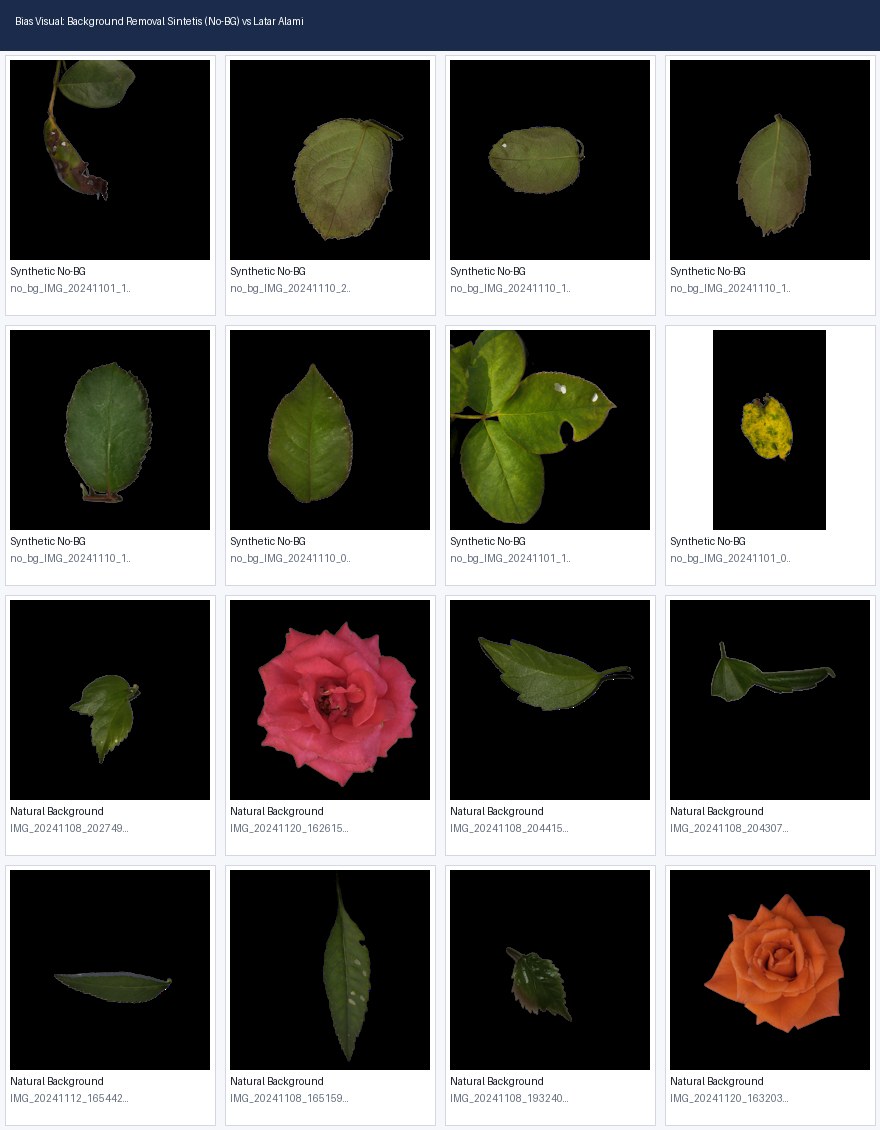 Bias Visual: Background Removal Sintetis (No-BG) vs Latar Alami
Synthetic No-BG
no_bg_IMG_20241101_1..
Synthetic No-BG
no_bg_IMG_20241110_2..
Synthetic No-BG
no_bg_IMG_20241110_1..
Synthetic No-BG
no_bg_IMG_20241110_1..
Synthetic No-BG
no_bg_IMG_20241110_1..
Synthetic No-BG
no_bg_IMG_20241110_0..
Synthetic No-BG
no_bg_IMG_20241101_1..
Synthetic No-BG
no_bg_IMG_20241101_0..
Natural Background
IMG_20241108_202749...
Natural Background
IMG_20241120_162615...
Natural Background
IMG_20241108_204415...
Natural Background
IMG_20241108_204307...
Natural Background
IMG_20241112_165442...
Natural Background
IMG_20241108_165159...
Natural Background
IMG_20241108_193240...
Natural Background
IMG_20241120_163203...